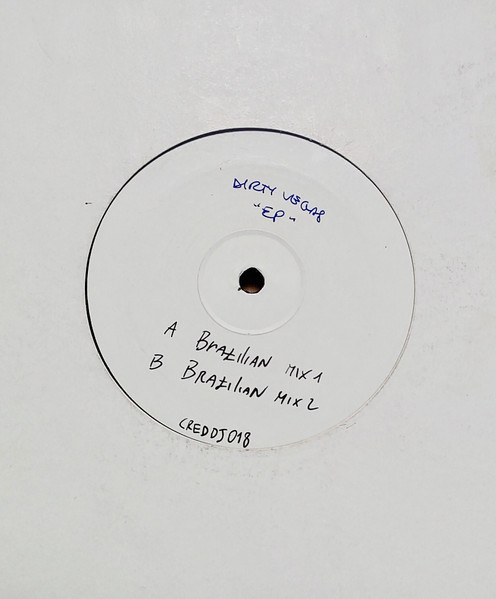 DIRTY VEGAS
"EP"
A BRAZILIAN MIX 1
B BRAZILIAN MIX 2
CREDDJ018